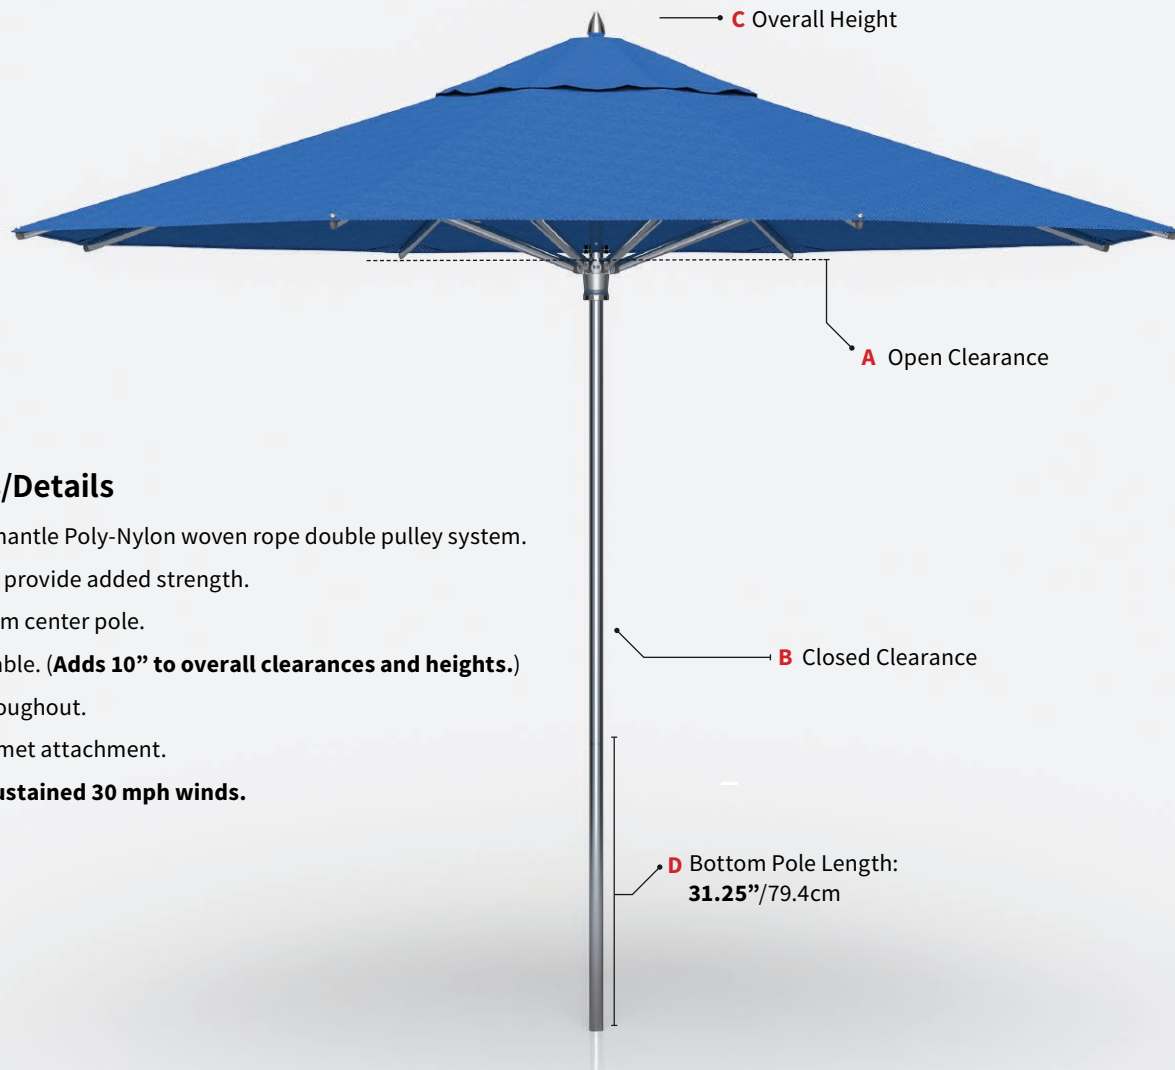 C Overall Height
A Open Clearance
/Details
mantle Poly-Nylon woven rope double pulley system.
provide added strength.
m center pole.
able. (Adds 10” to overall clearances and heights.)
oughout.
met attachment.
ustained 30 mph winds.
B Closed Clearance
D Bottom Pole Length:
31.25”/79.4cm